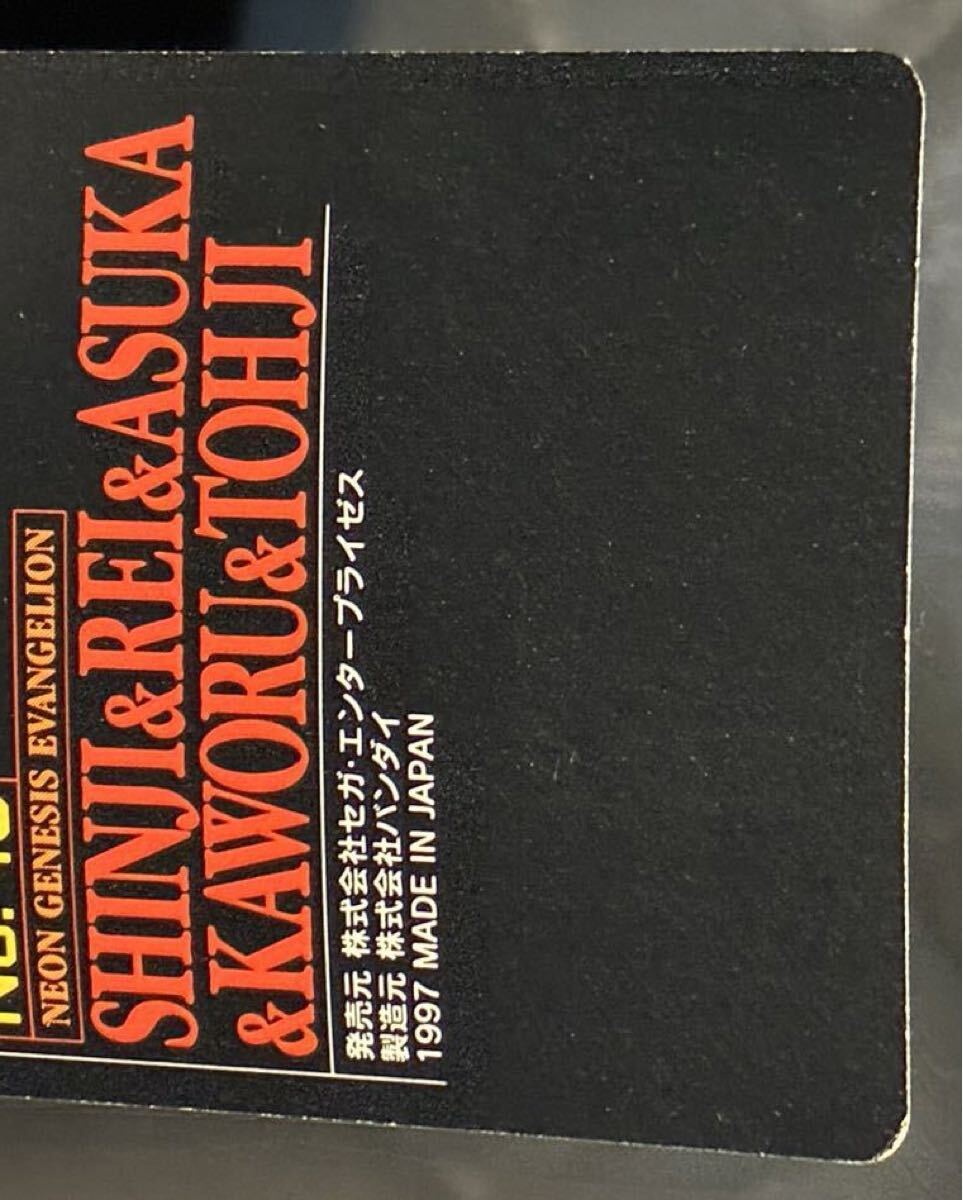 NEON GENESIS EVANGELION
SHINJI&REI&ASUKA
&KAWORU&TOHJI
発売元 株式会社セガ・エンタープライゼス
製造元 株式会社バンダイ
1997 MADE IN JAPAN